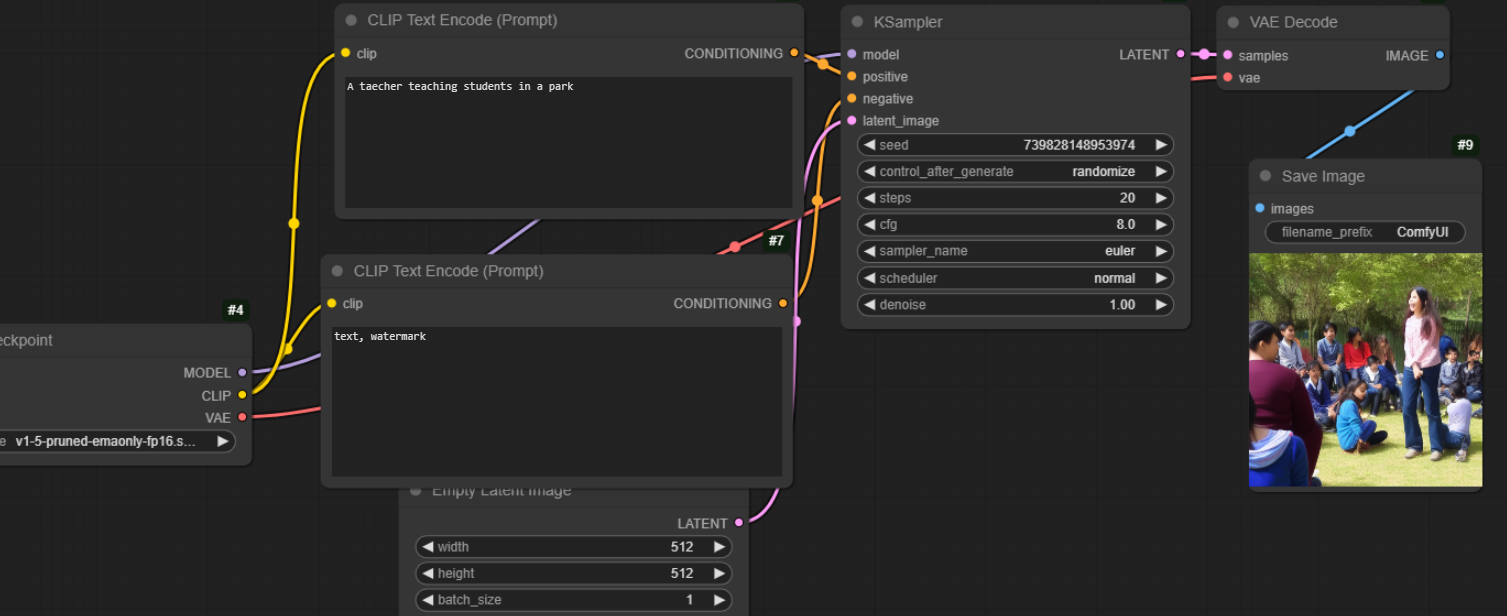 CLIP Text Encode (Prompt)
clip
CONDITIONING
A taecher teaching students in a park
#7
CLIP Text Encode (Prompt)
clip
CONDITIONING
text, watermark
#4
eckpoint
MODEL
CLIP
VAE
e v1-5-pruned-emaonly-fp16.s...
Empty Latent Image
LATENT
width 512
height 512
batch_size 1
KSampler
model LATENT
positive
negative
latent_image
seed 739828148953974
control_after_generate randomize
steps 20
cfg 8.0
sampler_name euler
scheduler normal
denoise 1.00
VAE Decode
samples IMAGE
vae
#9
Save Image
images
filename_prefix ComfyUI